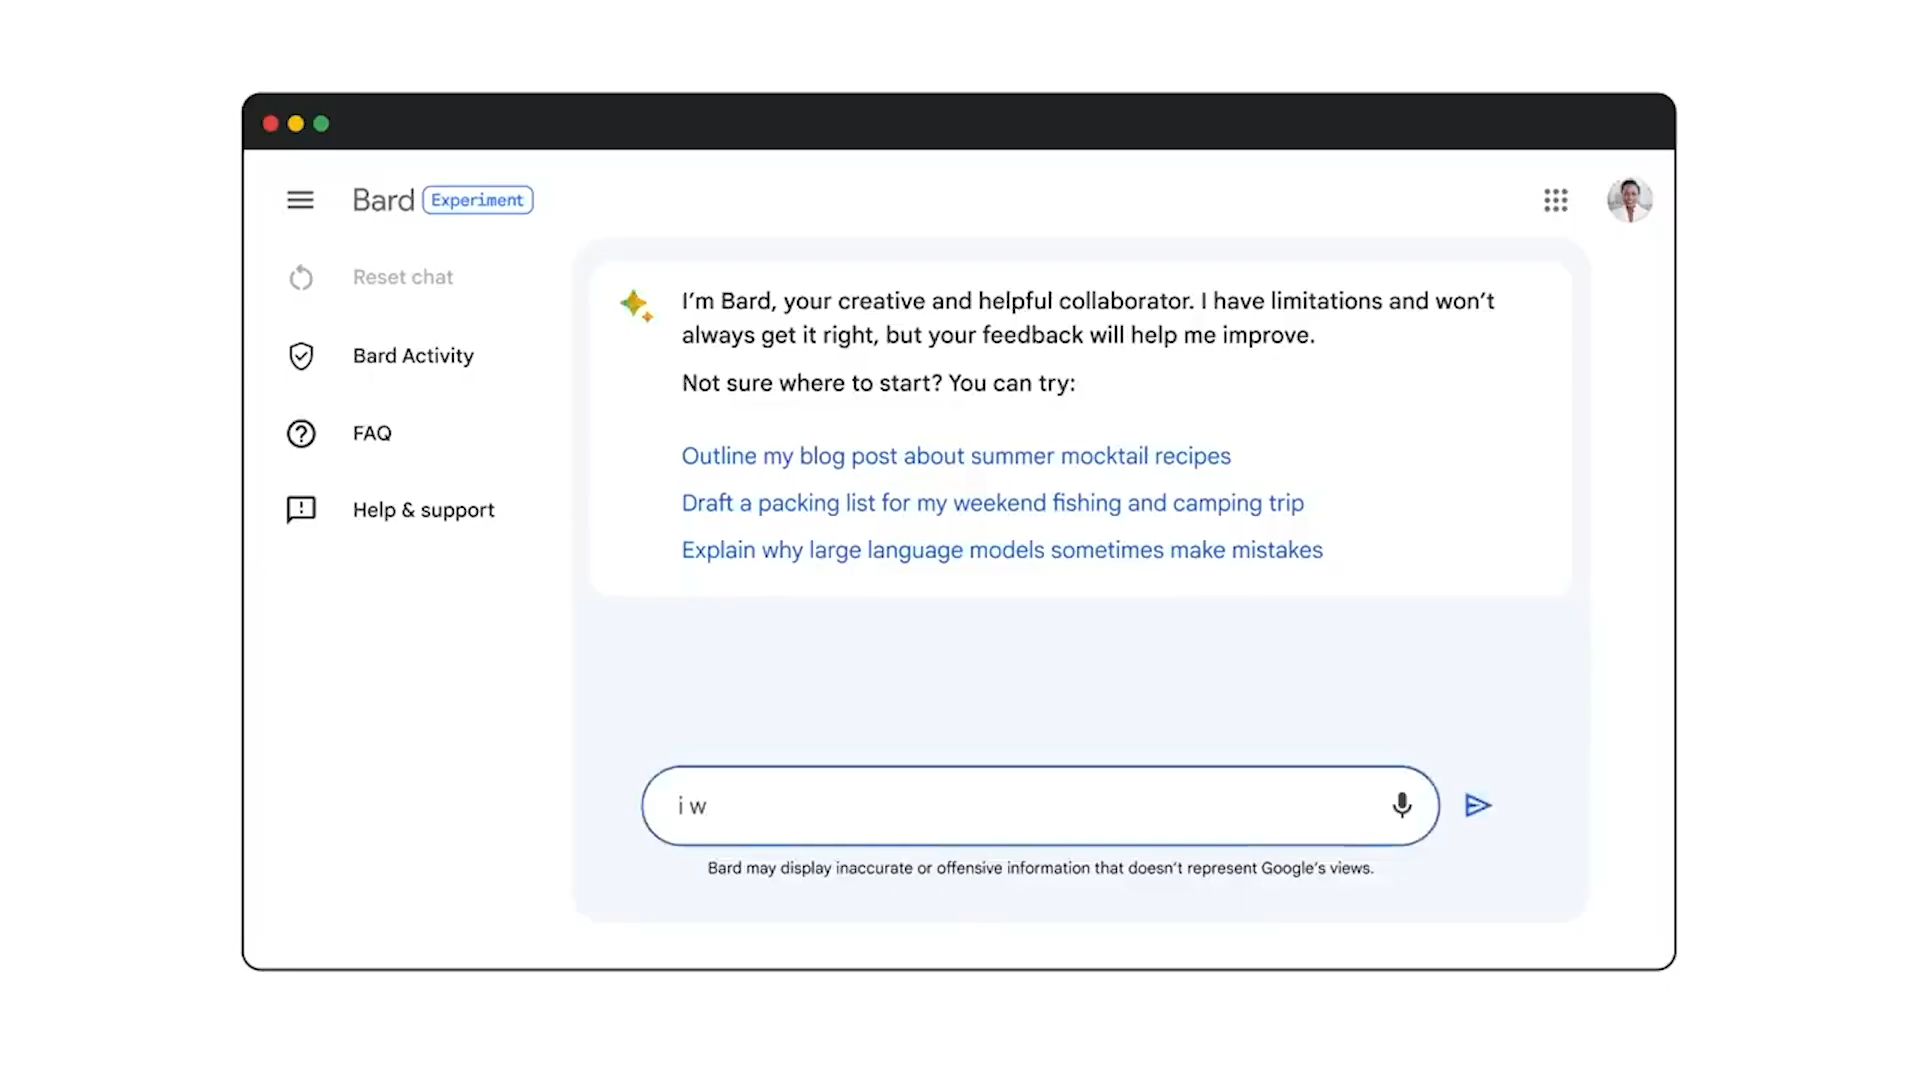 Bard Experiment
Reset chat
Bard Activity
FAQ
Help & support
I’m Bard, your creative and helpful collaborator. I have limitations and won’t
always get it right, but your feedback will help me improve.
Not sure where to start? You can try:
Outline my blog post about summer mocktail recipes
Draft a packing list for my weekend fishing and camping trip
Explain why large language models sometimes make mistakes
i w
Bard may display inaccurate or offensive information that doesn’t represent Google’s views.